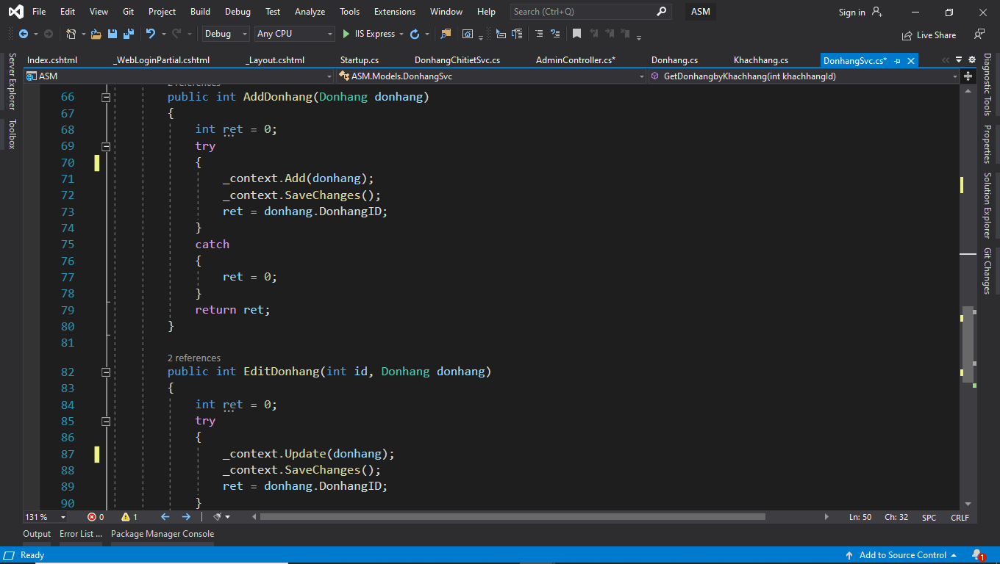 File Edit View Git Project Build Debug Test Analyze Tools Extensions Window Help Search (Ctrl+Q) ASM Sign in
Debug Any CPU IIS Express Live Share
Index.cshtml _WebLoginPartial.cshtml _Layout.cshtml Startup.cs DonhangChitietSvc.cs AdminController.cs* Donhang.cs Khachhang.cs DonhangSvc.cs*
ASM ASM.Models.DonhangSvc GetDonhangbyKhachhang(int khachhangId)
Server Explorer
Toolbox
2 references
66 public int AddDonhang(Donhang donhang)
67 {
68 int ret = 0;
69 try
70 {
71 _context.Add(donhang);
72 _context.SaveChanges();
73 ret = donhang.DonhangID;
74 }
75 catch
76 {
77 ret = 0;
78 }
79 return ret;
80 }
81
2 references
82 public int EditDonhang(int id, Donhang donhang)
83 {
84 int ret = 0;
85 try
86 {
87 _context.Update(donhang);
88 _context.SaveChanges();
89 ret = donhang.DonhangID;
90 }
Diagnostic Tools
Properties
Solution Explorer
Git Changes
131 % 0 1 Ln: 50 Ch: 32 SPC CRLF
Output Error List ... Package Manager Console
Ready Add to Source Control 1